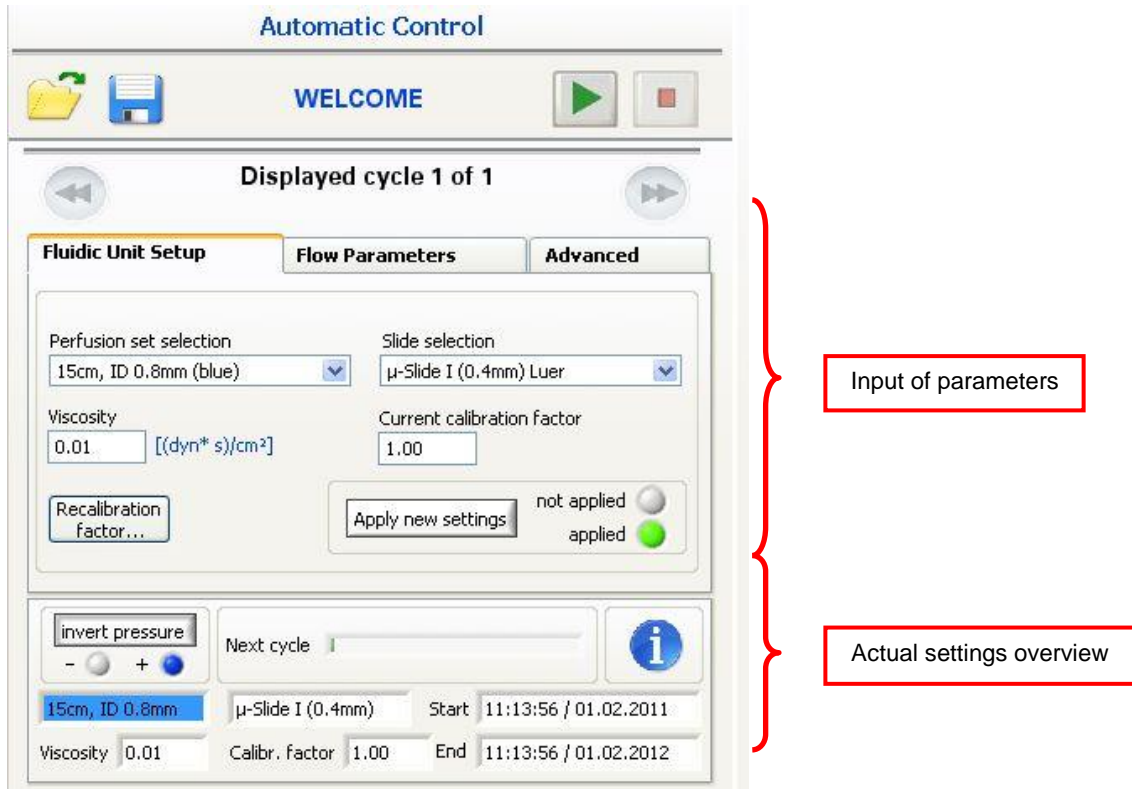 Automatic Control
WELCOME
Displayed cycle 1 of 1
Fluidic Unit Setup Flow Parameters Advanced
Perfusion set selection Slide selection
15cm, ID 0.8mm (blue) µ-Slide I (0.4mm) Luer
Input of parameters
Viscosity Current calibration factor
0.01 [(dyn* s)/cm²] 1.00
Recalibration
factor...
Apply new settings
not applied
applied
invert pressure
- +
Next cycle
i
Actual settings overview
15cm, ID 0.8mm µ-Slide I (0.4mm) Start 11:13:56 / 01.02.2011
Viscosity 0.01 Calibr. factor 1.00 End 11:13:56 / 01.02.2012